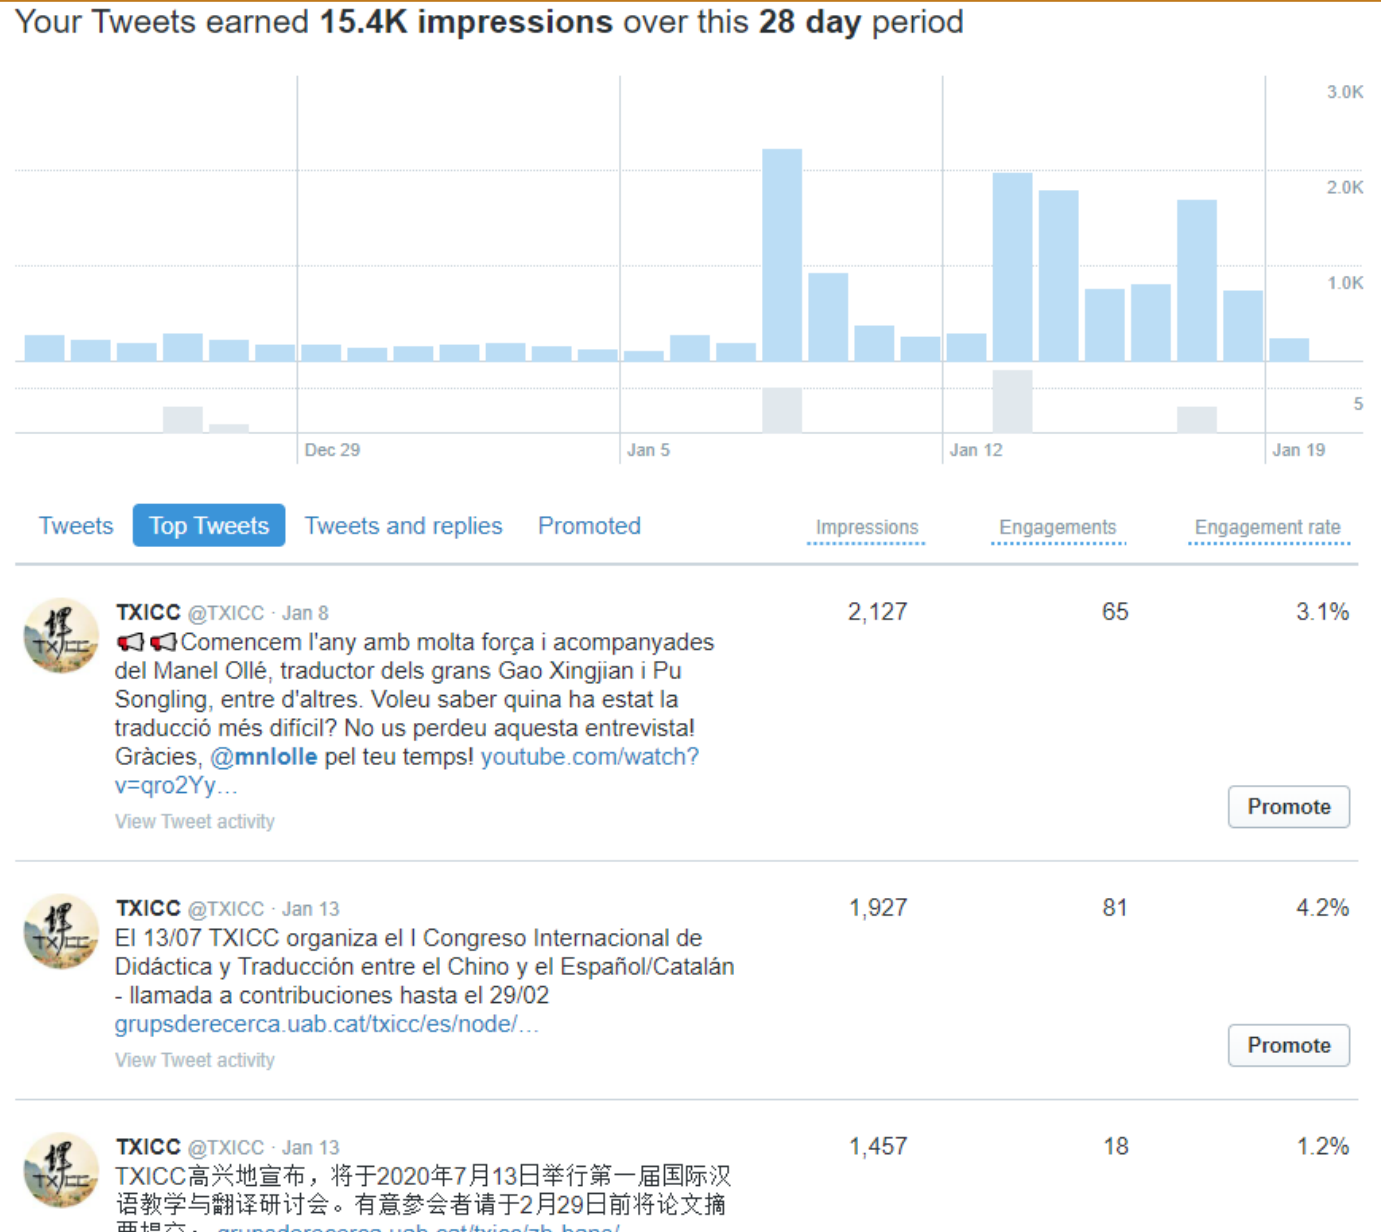 Your Tweets earned 15.4K impressions over this 28 day period
3.0K
2.0K
1.0K
5
Dec 29
Jan 5
Jan 12
Jan 19
Tweets
Top Tweets
Tweets and replies
Promoted
Impressions
Engagements
Engagement rate
TXICC @TXICC · Jan 8
2,127
65
3.1%
Comencem l'any amb molta força i acompanyades
del Manel Ollé, traductor dels grans Gao Xingjian i Pu
Songling, entre d'altres. Voleu saber quina ha estat la
traducció més difícil? No us perdeu aquesta entrevista!
Gràcies, @mnlolle pel teu temps! youtube.com/watch?
v=qro2Yy…
View Tweet activity
Promote
TXICC @TXICC · Jan 13
1,927
81
4.2%
El 13/07 TXICC organiza el I Congreso Internacional de
Didáctica y Traducción entre el Chino y el Español/Catalán
- llamada a contribuciones hasta el 29/02
grupsderecerca.uab.cat/txicc/es/node/…
View Tweet activity
Promote
TXICC @TXICC · Jan 13
1,457
18
1.2%
TXICC高兴地宣布，将于2020年7月13日举行第一届国际汉
语教学与翻译研讨会。有意参会者请于2月29日前将论文摘